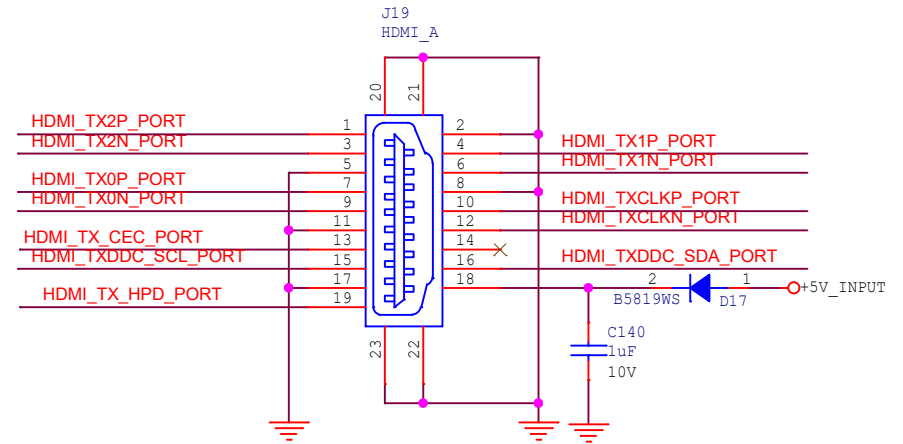 J19
HDMI_A
20
21
HDMI_TX2P_PORT
1
2
HDMI_TX2N_PORT
3
4
HDMI_TX1P_PORT
5
6
HDMI_TX1N_PORT
HDMI_TX0P_PORT
7
8
HDMI_TX0N_PORT
9
10
HDMI_TXCLKP_PORT
11
12
HDMI_TXCLKN_PORT
HDMI_TX_CEC_PORT
13
14
HDMI_TXDDC_SCL_PORT
15
16
HDMI_TXDDC_SDA_PORT
17
18
2
1
+5V_INPUT
HDMI_TX_HPD_PORT
19
B5819WS
D17
C140
1uF
10V
23
22